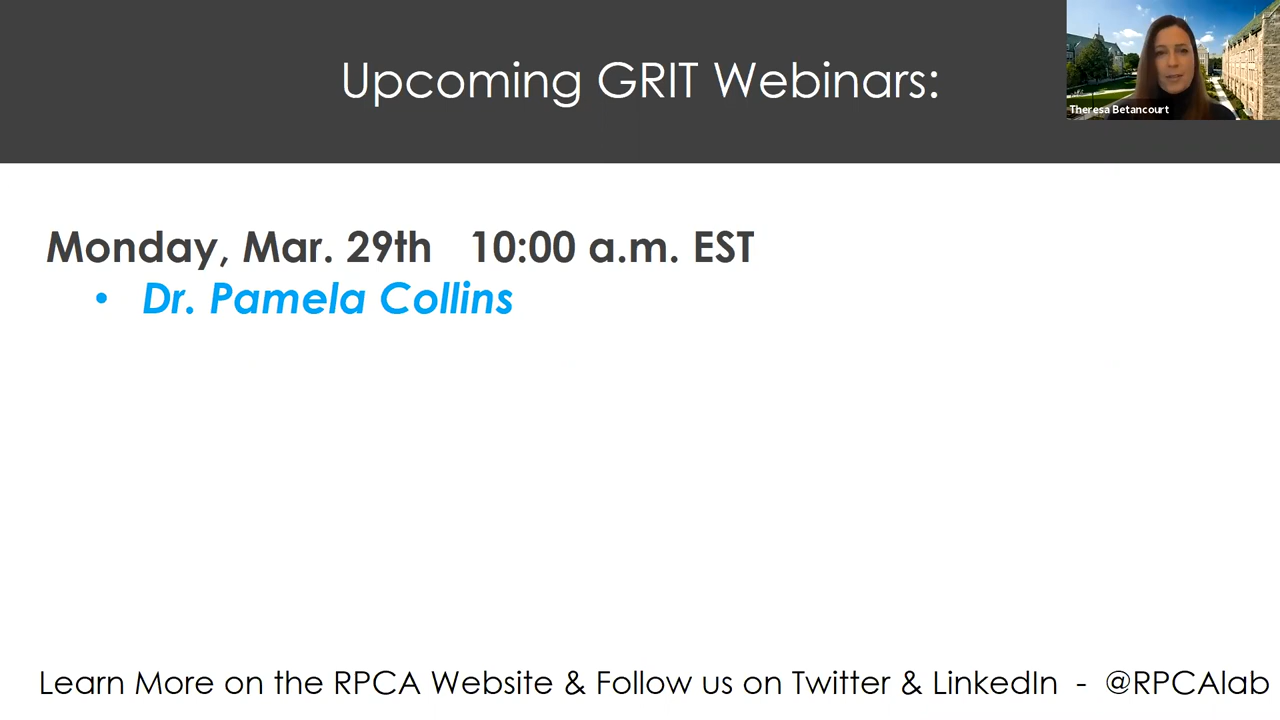 Upcoming GRIT Webinars:
Theresa Betancourt
Monday, Mar. 29th 10:00 a.m. EST
• Dr. Pamela Collins
Learn More on the RPCA Website & Follow us on Twitter & LinkedIn - @RPCAlab